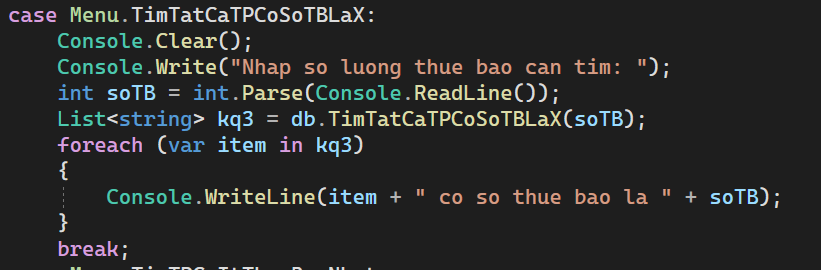 case Menu.TimTatCaTPCoSoTBLaX:
    Console.Clear();
    Console.Write("Nhap so luong thue bao can tim: ");
    int soTB = int.Parse(Console.ReadLine());
    List<string> kq3 = db.TimTatCaTPCoSoTBLaX(soTB);
    foreach (var item in kq3)
    {
        Console.WriteLine(item + " co so thue bao la " + soTB);
    }
    break;